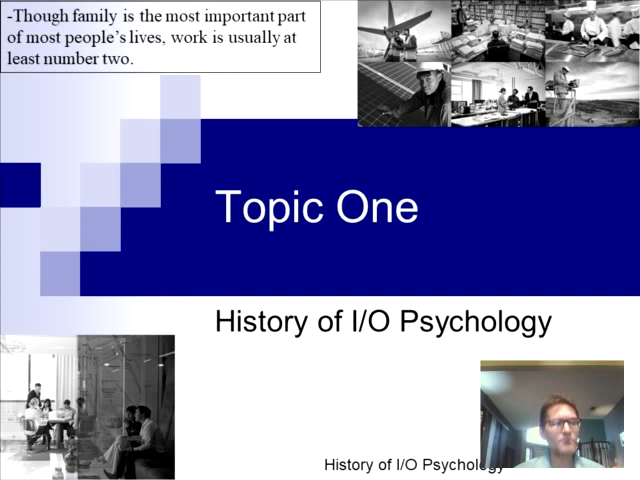 -Though family is the most important part
of most people's lives, work is usually at
least number two.
Topic One
History of I/O Psychology
History of I/O Psychology